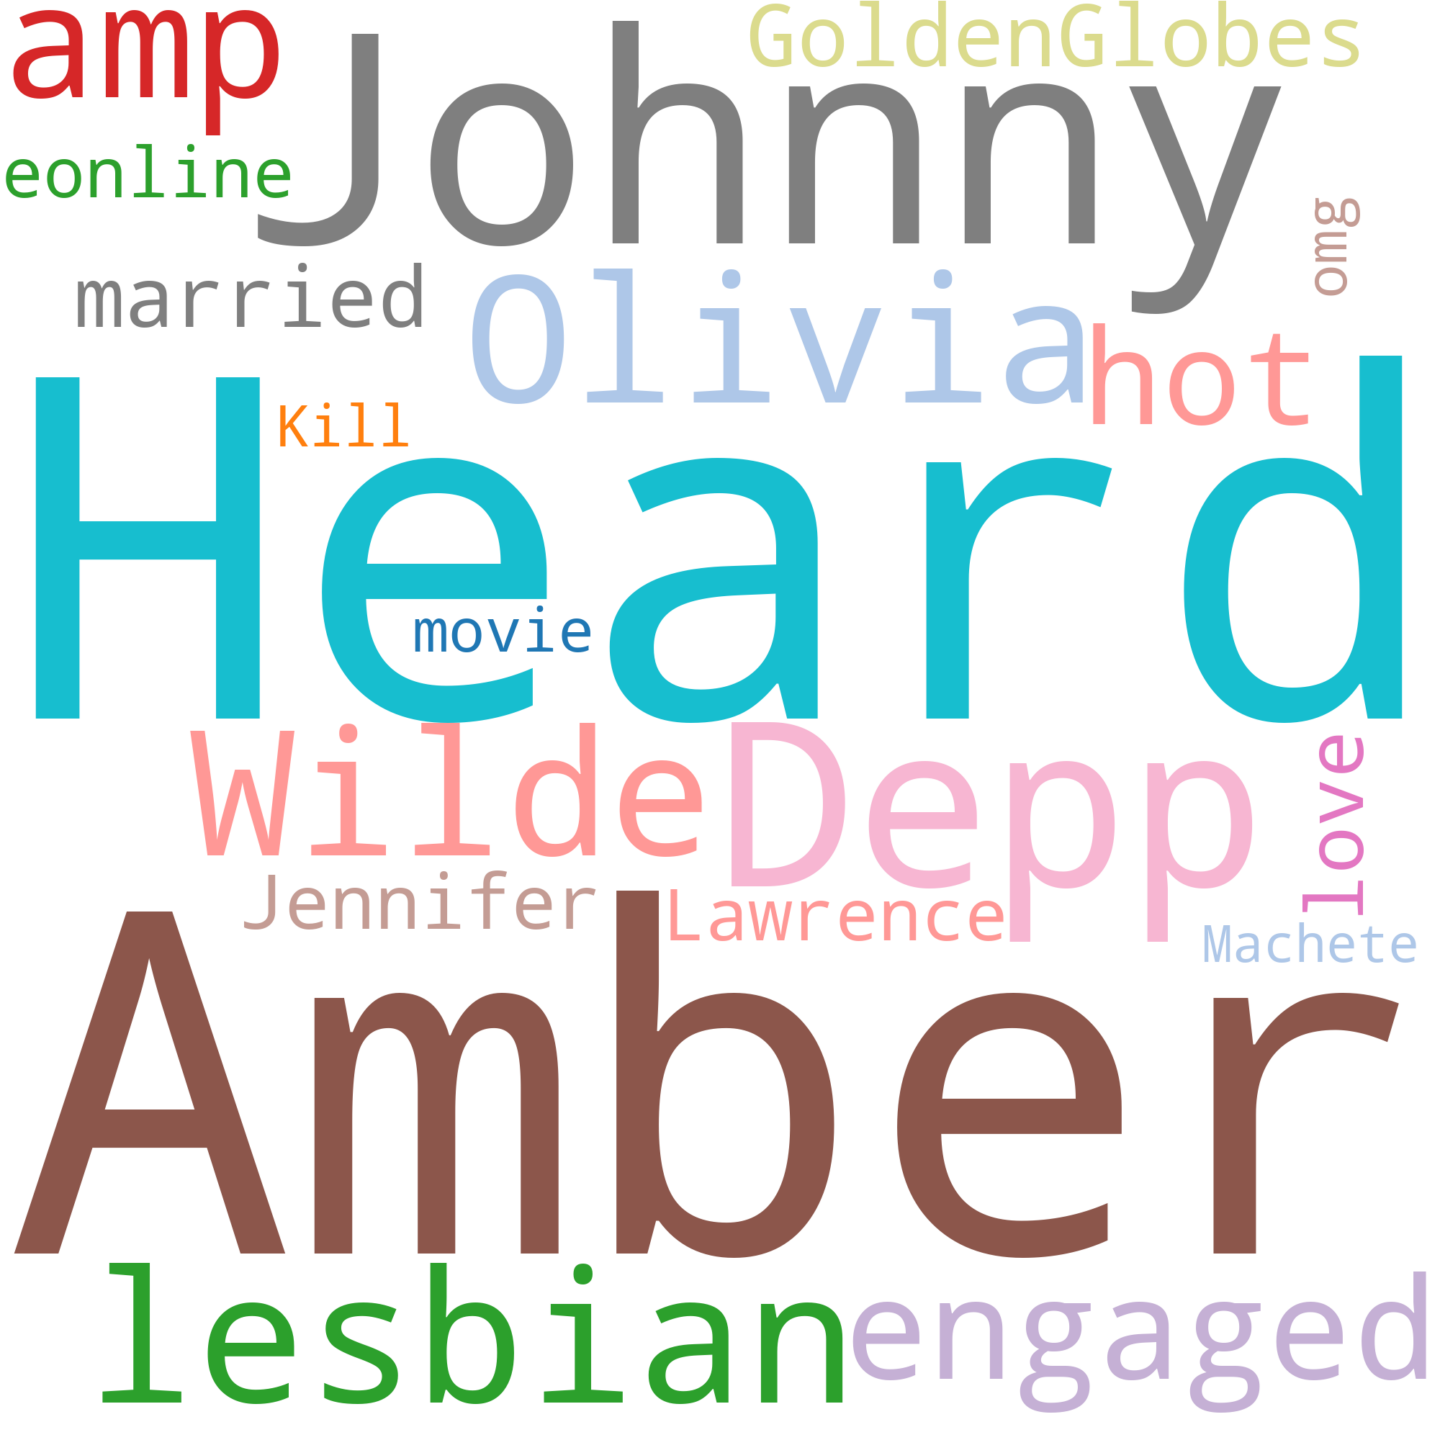 amp
GoldenGlobes
Johnny
eonline
omg
married
Olivia
hot
Heard
Kill
movie
Wilde
Depp
love
Jennifer
Lawrence
Machete
Amber
lesbian
engaged